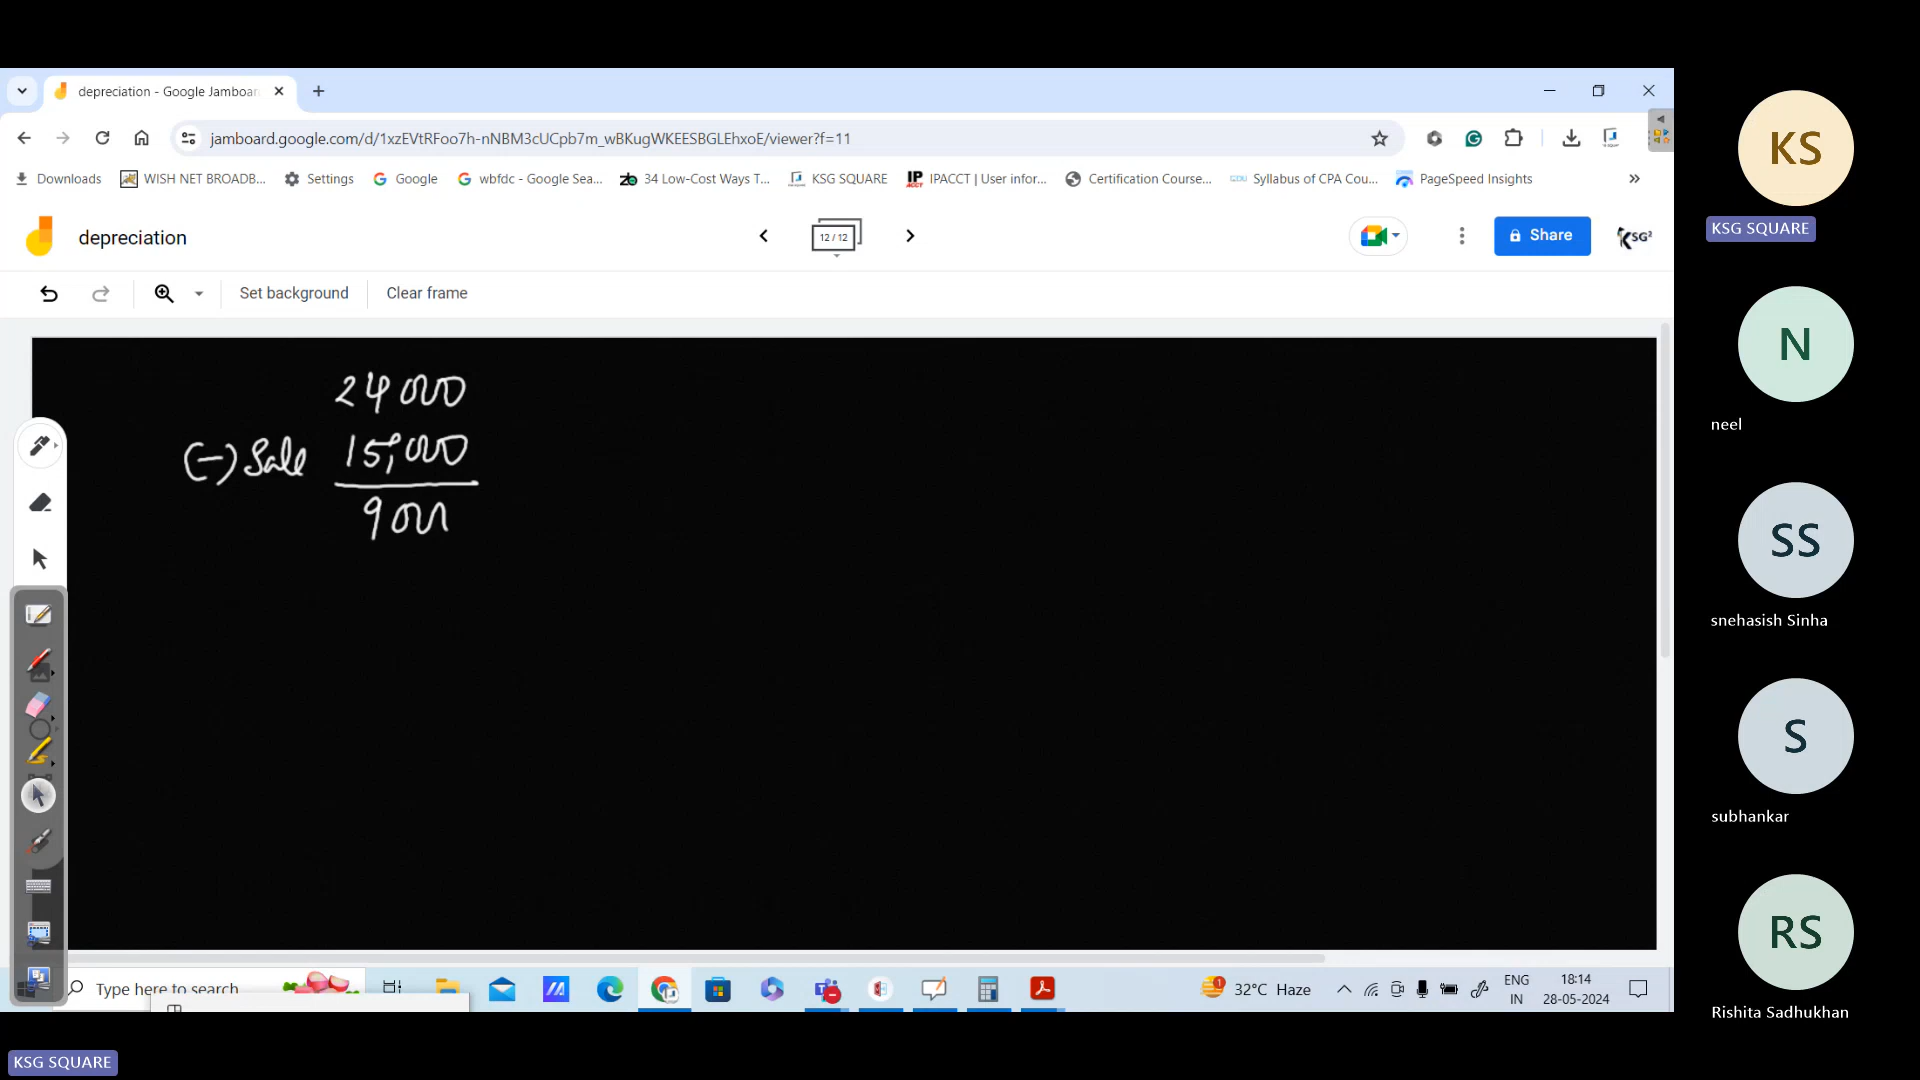 depreciation - Google Jamboar
jamboard.google.com/d/1xzEVtRFoo7h-nNBM3cUCpb7m_wBKugWKEESBGLEhxoE/viewer?f=11
Downloads WISH NET BROADB... Settings Google wbfdc - Google Sea... 34 Low-Cost Ways T... KSG SQUARE IPACCT | User infor... Certification Course... Syllabus of CPA Cou... PageSpeed Insights
depreciation 12 / 12 Share KSG²
Set background Clear frame
24000
(-) Sale 15,000
9000
Type here to search 32°C Haze ENG IN 18:14 28-05-2024
KS
KSG SQUARE
N
neel
SS
snehasish Sinha
S
subhankar
RS
Rishita Sadhukhan
KSG SQUARE